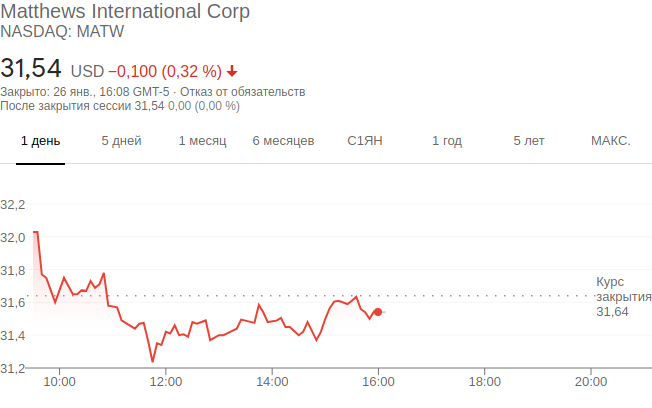 Matthews International Corp
NASDAQ: MATW
31,54 USD −0,100 (0,32 %)
Закрыто: 26 янв., 16:08 GMT-5 · Отказ от обязательств
После закрытия сессии 31,54 0,00 (0,00 %)
1 день 5 дней 1 месяц 6 месяцев С1ЯН 1 год 5 лет МАКС.
32,2
32,0
31,8
31,6
31,4
31,2
Курс
закрытия
31,64
10:00 12:00 14:00 16:00 18:00 20:00